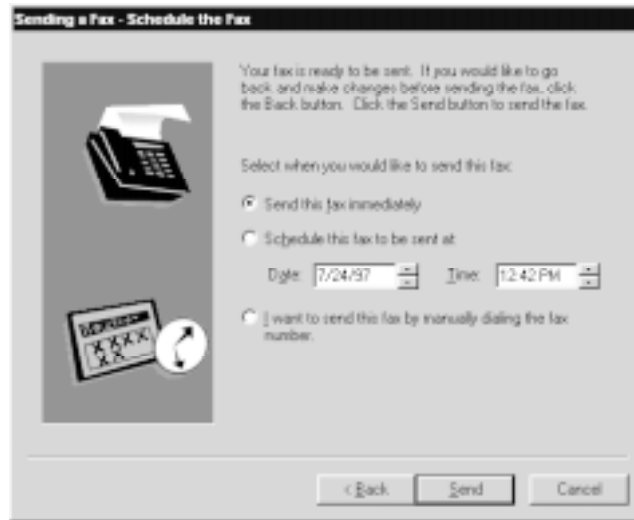 Sending a Fax - Schedule the Fax
Your fax is ready to be sent. If you would like to go
back and make changes before sending the fax, click
the Back button. Click the Send button to send the fax.
Select when you would like to send this fax:
Send this fax immediately
Schedule this fax to be sent at:
Date: 7/24/97 Time: 12:42 PM
I want to send this fax by manually dialing the fax
number.
X X X X
X X
< Back Send Cancel